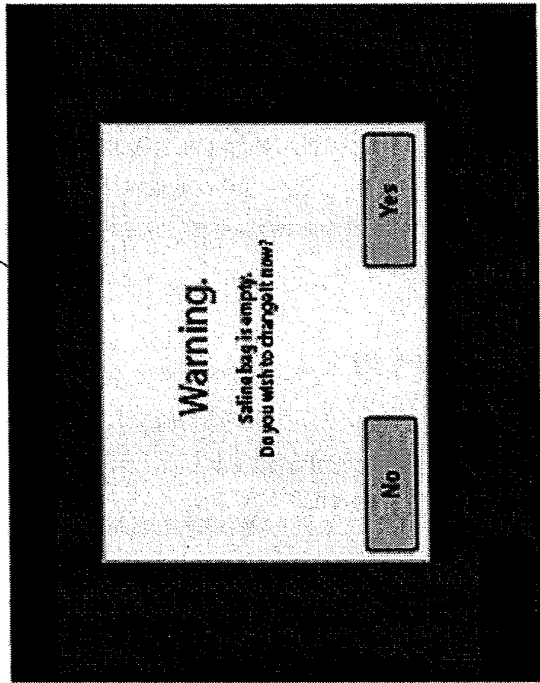 Warning.
Saline bag is empty.
Do you wish to change it now?
No
Yes